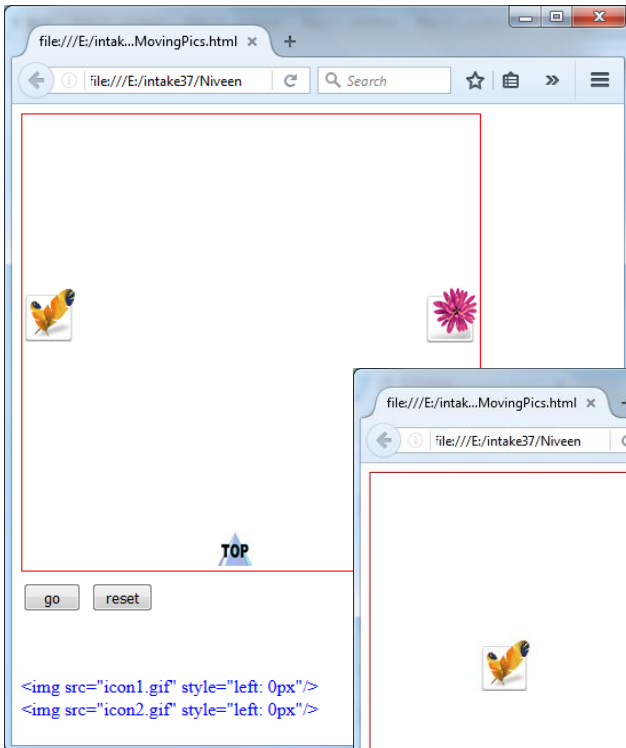 file:///E:/intak...MovingPics.html × +
file:///E:/intake37/Niveen
Search
TOP
go reset
<img src="icon1.gif" style="left: 0px"/>
<img src="icon2.gif" style="left: 0px"/>
file:///E:/intak...MovingPics.html ×
file:///E:/intake37/Niveen